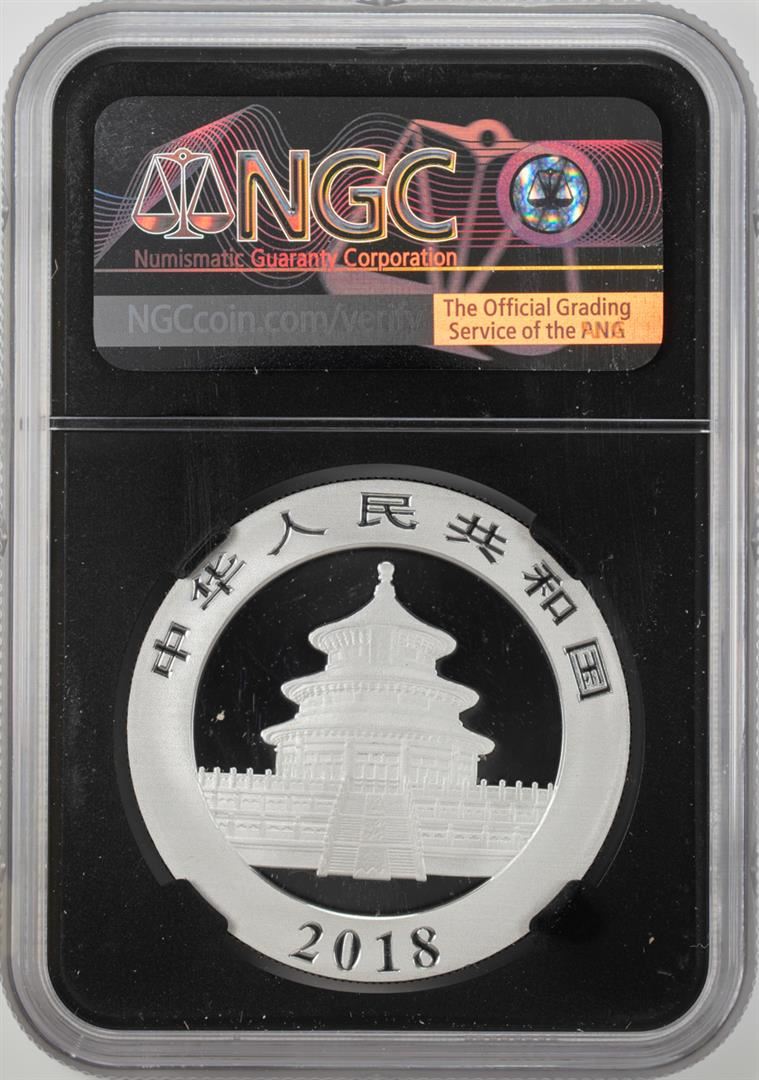 NGC
Numismatic Guaranty Corporation
NGCcoin.com/verify
The Official Grading
Service of the ANG
中华人民共和国
2018